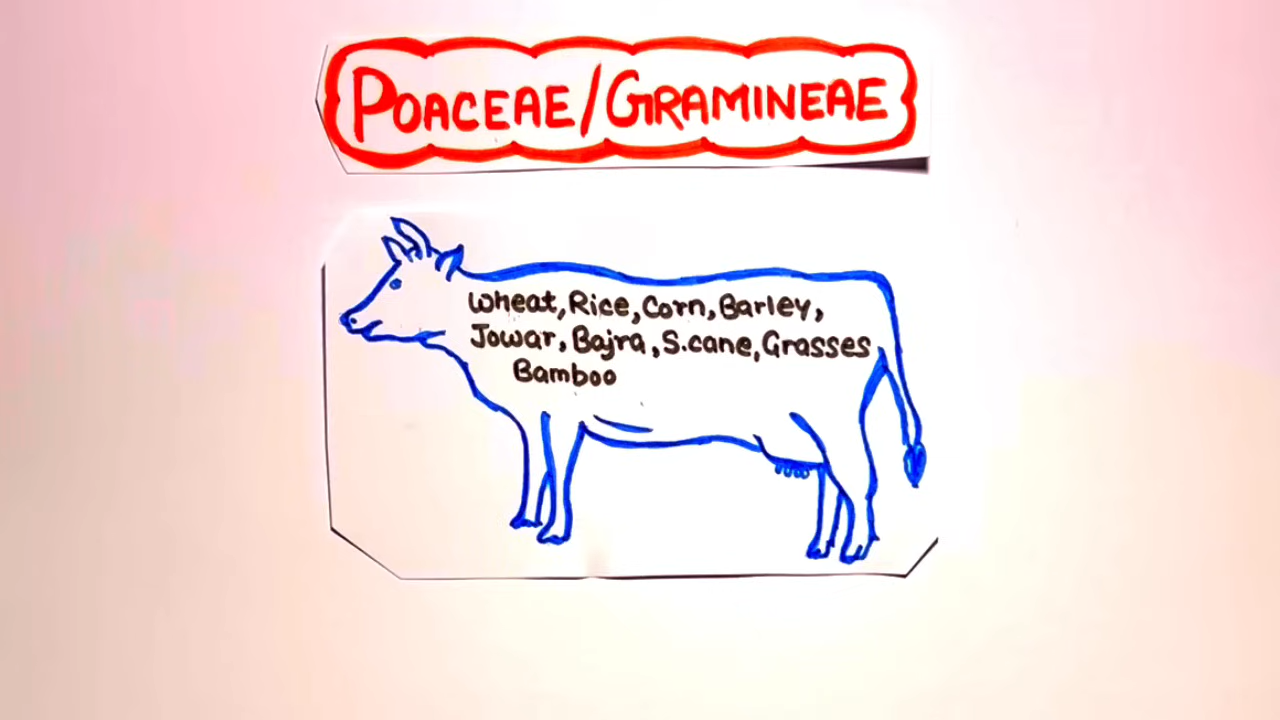 POACEAE/GRAMINEAE
Wheat, Rice, Corn, Barley,
Jowar, Bajra, S.cane, Grasses
Bamboo